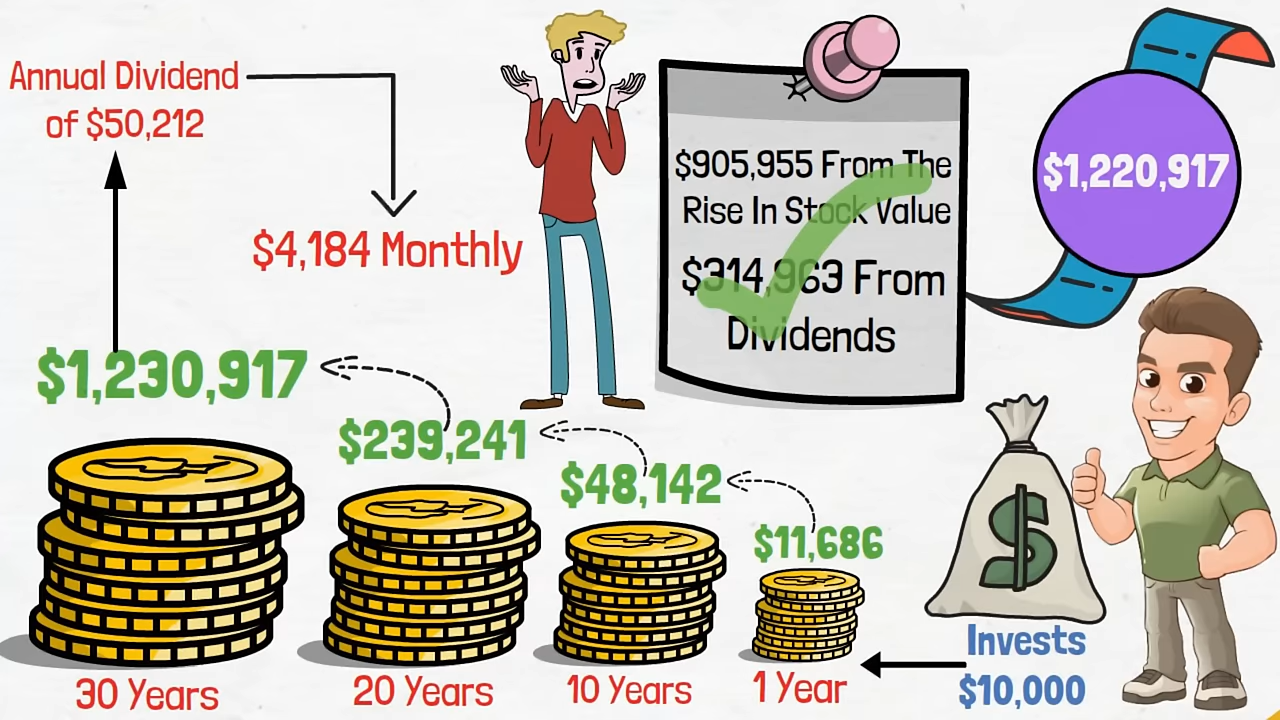 Annual Dividend
of $50,212
$4,184 Monthly
$905,955 From The
Rise In Stock Value
$314,963 From
Dividends
$1,220,917
$1,230,917
$239,241
$48,142
$11,686
30 Years
20 Years
10 Years
1 Year
Invests
$10,000
$